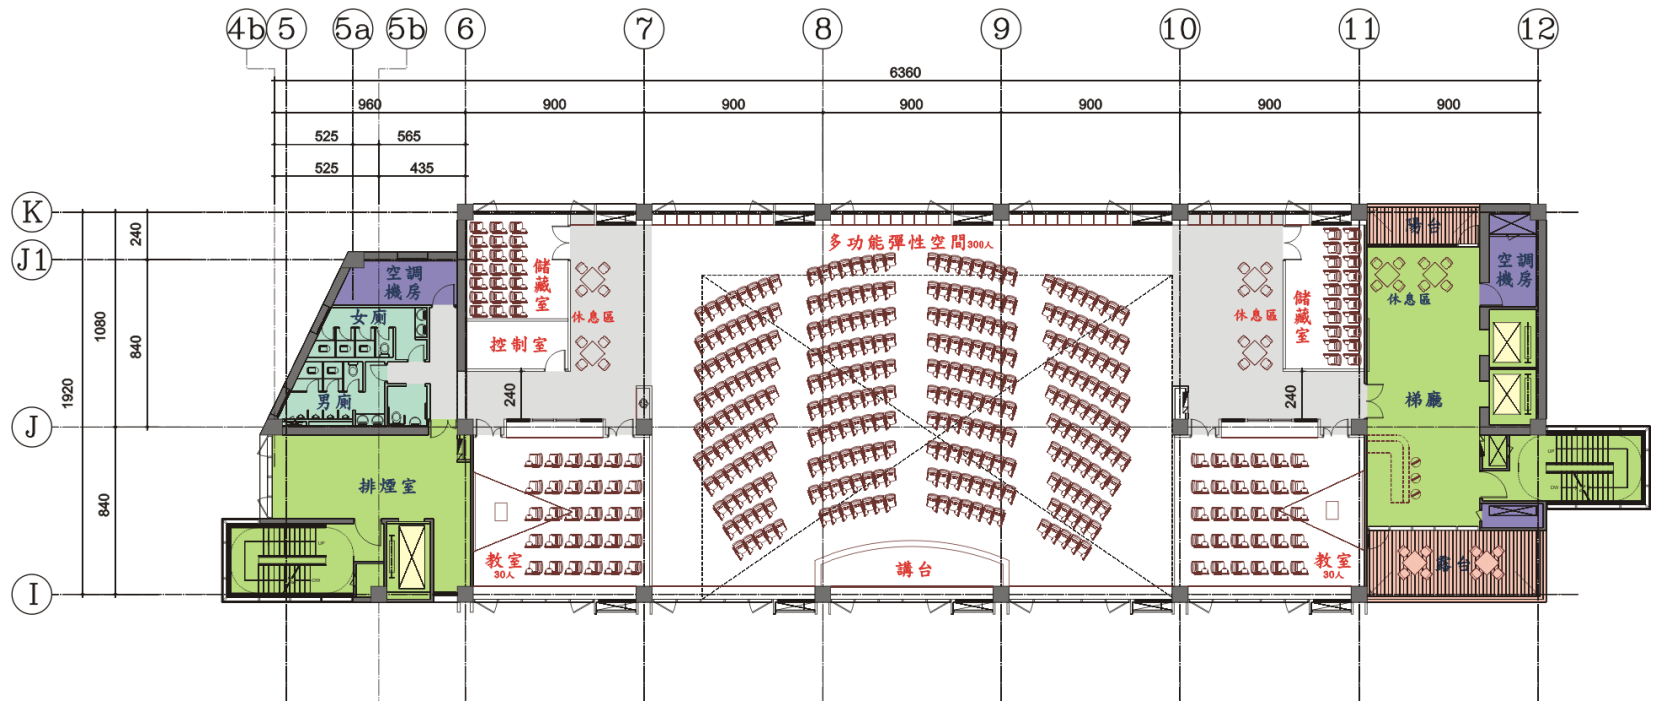 4b 5 5a 5b 6 7 8 9 10 11 12
6360
960 900 900 900 900 900 900
525 565
525 435
K
J1
J
I
240
1080
840
1920
840
多功能彈性空間300人
陽台
儲藏室
空調機房
空調機房
女廁
休息區
休息區
休息區
儲藏室
控制室
男廁
240
240
梯廳
排煙室
UP
UP
教室
30人
講台
教室
30人
露台